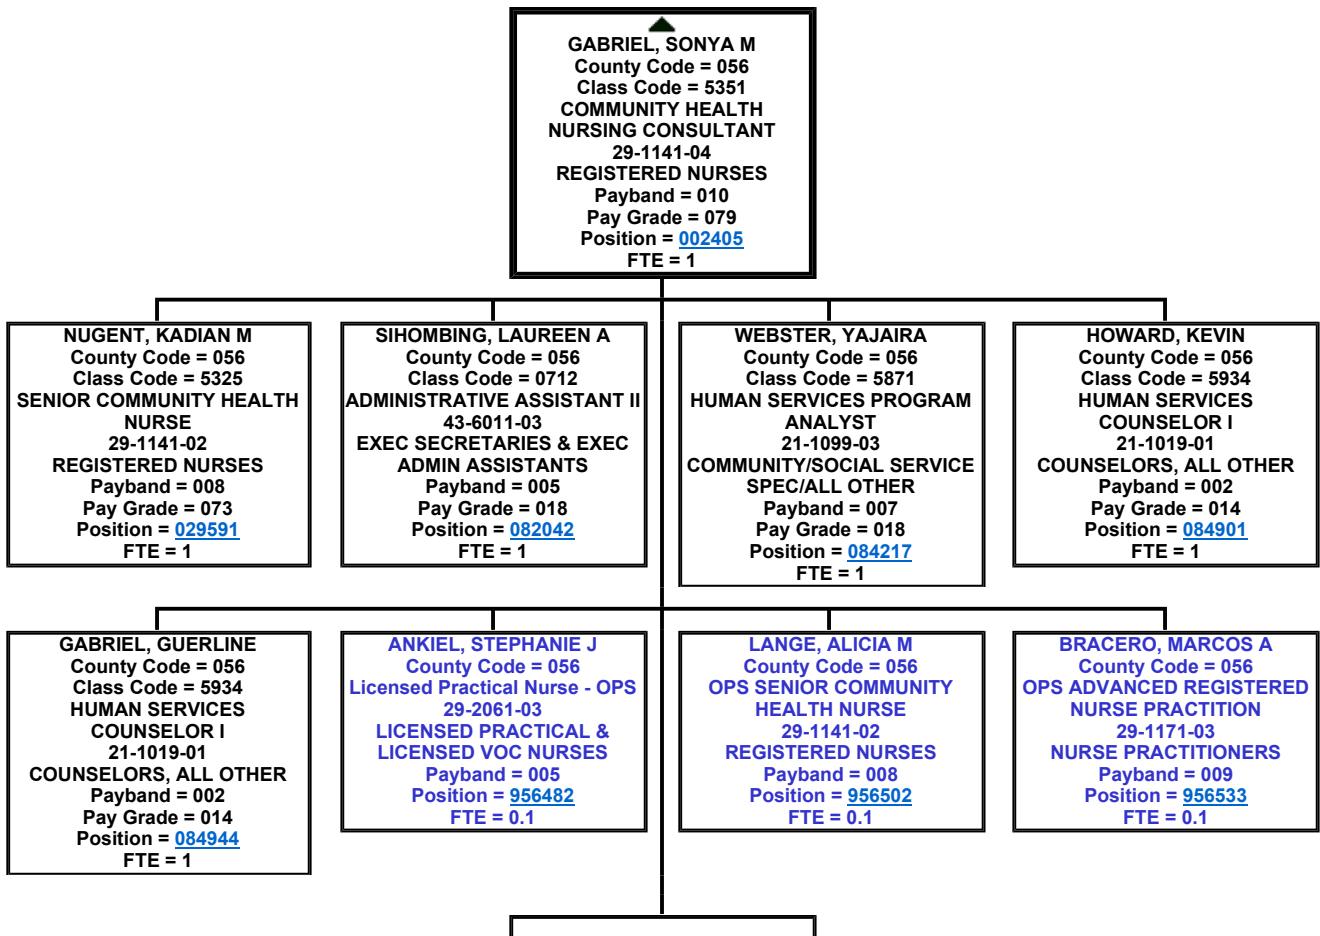 GABRIEL, SONYA M
County Code = 056
Class Code = 5351
COMMUNITY HEALTH
NURSING CONSULTANT
29-1141-04
REGISTERED NURSES
Payband = 010
Pay Grade = 079
Position = 002405
FTE = 1
NUGENT, KADIAN M
County Code = 056
Class Code = 5325
SENIOR COMMUNITY HEALTH
NURSE
29-1141-02
REGISTERED NURSES
Payband = 008
Pay Grade = 073
Position = 029591
FTE = 1
SIHOMBING, LAUREEN A
County Code = 056
Class Code = 0712
ADMINISTRATIVE ASSISTANT II
43-6011-03
EXEC SECRETARIES & EXEC
ADMIN ASSISTANTS
Payband = 005
Pay Grade = 018
Position = 082042
FTE = 1
WEBSTER, YAJAIRA
County Code = 056
Class Code = 5871
HUMAN SERVICES PROGRAM
ANALYST
21-1099-03
COMMUNITY/SOCIAL SERVICE
SPEC/ALL OTHER
Payband = 007
Pay Grade = 018
Position = 084217
FTE = 1
HOWARD, KEVIN
County Code = 056
Class Code = 5934
HUMAN SERVICES
COUNSELOR I
21-1019-01
COUNSELORS, ALL OTHER
Payband = 002
Pay Grade = 014
Position = 084901
FTE = 1
GABRIEL, GUERLINE
County Code = 056
Class Code = 5934
HUMAN SERVICES
COUNSELOR I
21-1019-01
COUNSELORS, ALL OTHER
Payband = 002
Pay Grade = 014
Position = 084944
FTE = 1
ANKIEL, STEPHANIE J
County Code = 056
Licensed Practical Nurse - OPS
29-2061-03
LICENSED PRACTICAL &
LICENSED VOC NURSES
Payband = 005
Position = 956482
FTE = 0.1
LANGE, ALICIA M
County Code = 056
OPS SENIOR COMMUNITY
HEALTH NURSE
29-1141-02
REGISTERED NURSES
Payband = 008
Position = 956502
FTE = 0.1
BRACERO, MARCOS A
County Code = 056
OPS ADVANCED REGISTERED
NURSE PRACTITION
29-1171-03
NURSE PRACTITIONERS
Payband = 009
Position = 956533
FTE = 0.1